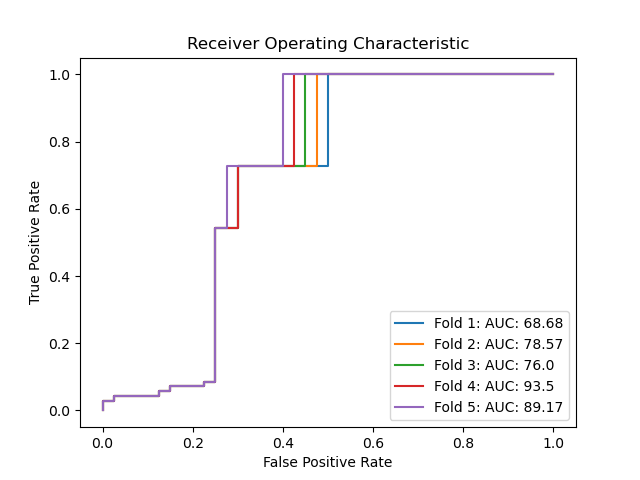 Receiver Operating Characteristic
1.0
0.8
0.6
0.4
0.2
0.0
True Positive Rate
Fold 1: AUC: 68.68
Fold 2: AUC: 78.57
Fold 3: AUC: 76.0
Fold 4: AUC: 93.5
Fold 5: AUC: 89.17
0.0 0.2 0.4 0.6 0.8 1.0
False Positive Rate